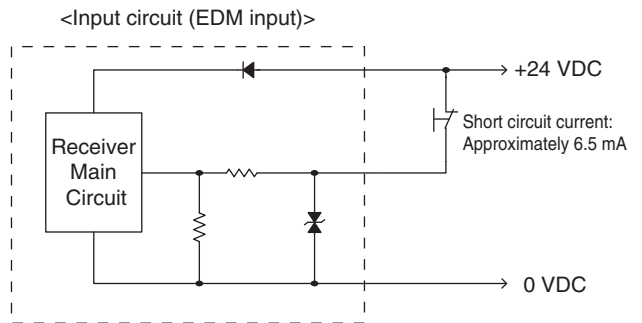 <Input circuit (EDM input)>
+24 VDC
Short circuit current:
Approximately 6.5 mA
Receiver
Main
Circuit
0 VDC